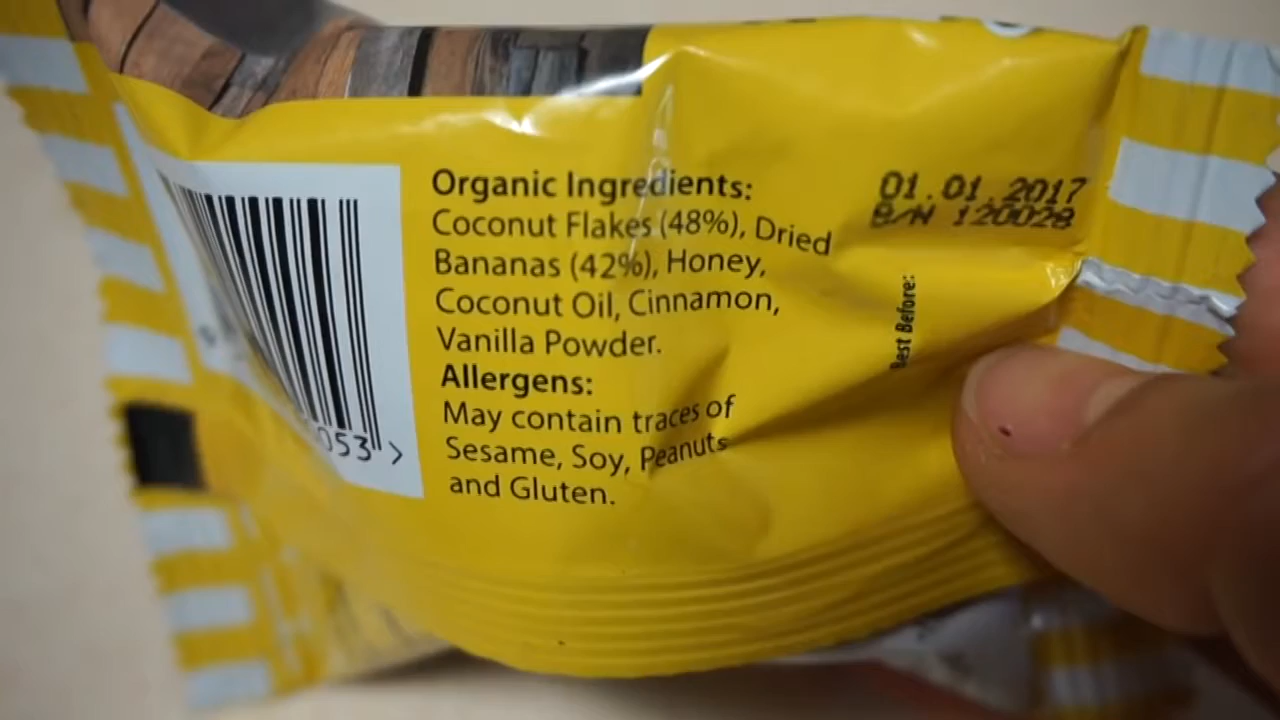 Organic Ingredients:
Coconut Flakes (48%), Dried
Bananas (42%), Honey,
Coconut Oil, Cinnamon,
Vanilla Powder.
Allergens:
May contain traces of
Sesame, Soy, Peanuts
and Gluten.
053 >
01.01.2017
B/N 120028
Best Before: